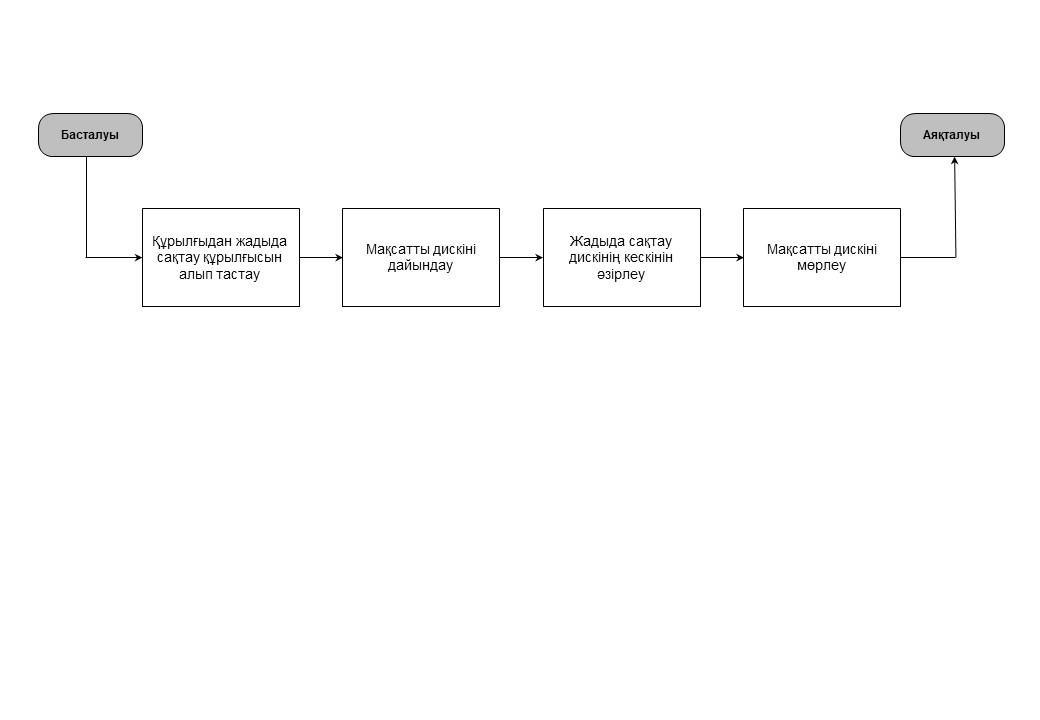 Басталуы
Аяқталуы
Құрылғыдан жадыда
сақтау құрылғысын
алып тастау
Мақсатты дискіні
дайындау
Жадыда сақтау
дискінің кескінін
әзірлеу
Мақсатты дискіні
мөрлеу